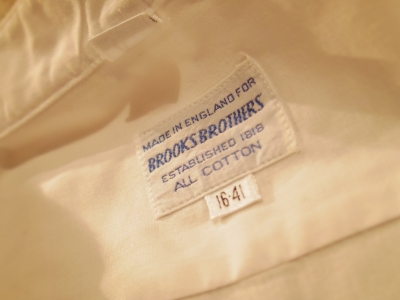 MADE IN ENGLAND FOR
BROOKS BROTHERS
ESTABLISHED 1818
ALL COTTON
16-41